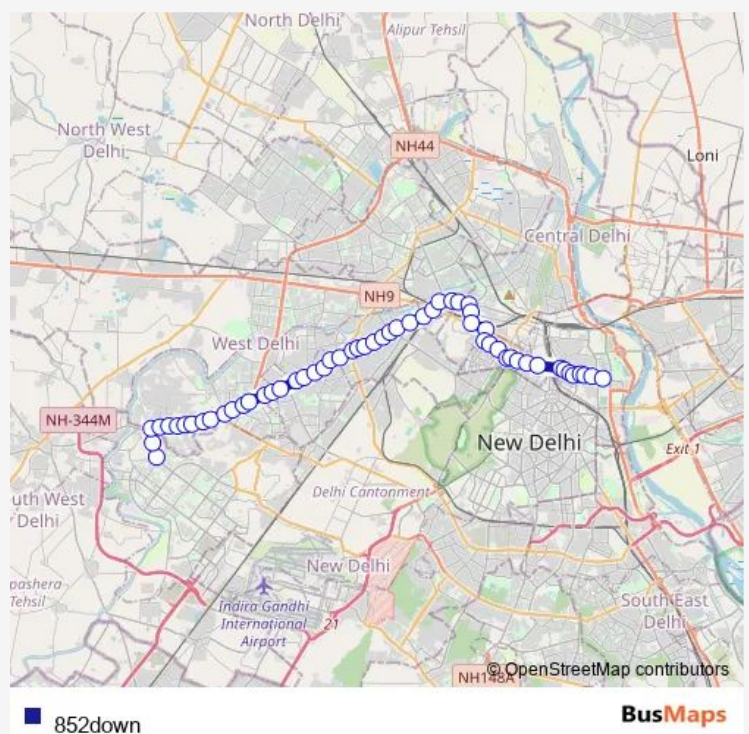 North Delhi
Alipur Tehsil
North West
Delhi
NH44
Loni
Central Delhi
NH9
West Delhi
NH-344M
New Delhi
Exit 1
outh West
Delhi
Delhi Cantonment
New Delhi
pashera
Tehsil
Indira Gandhi
International
Airport
21
South East
Delhi
NH148A
© OpenStreetMap contributors
852down
BusMaps